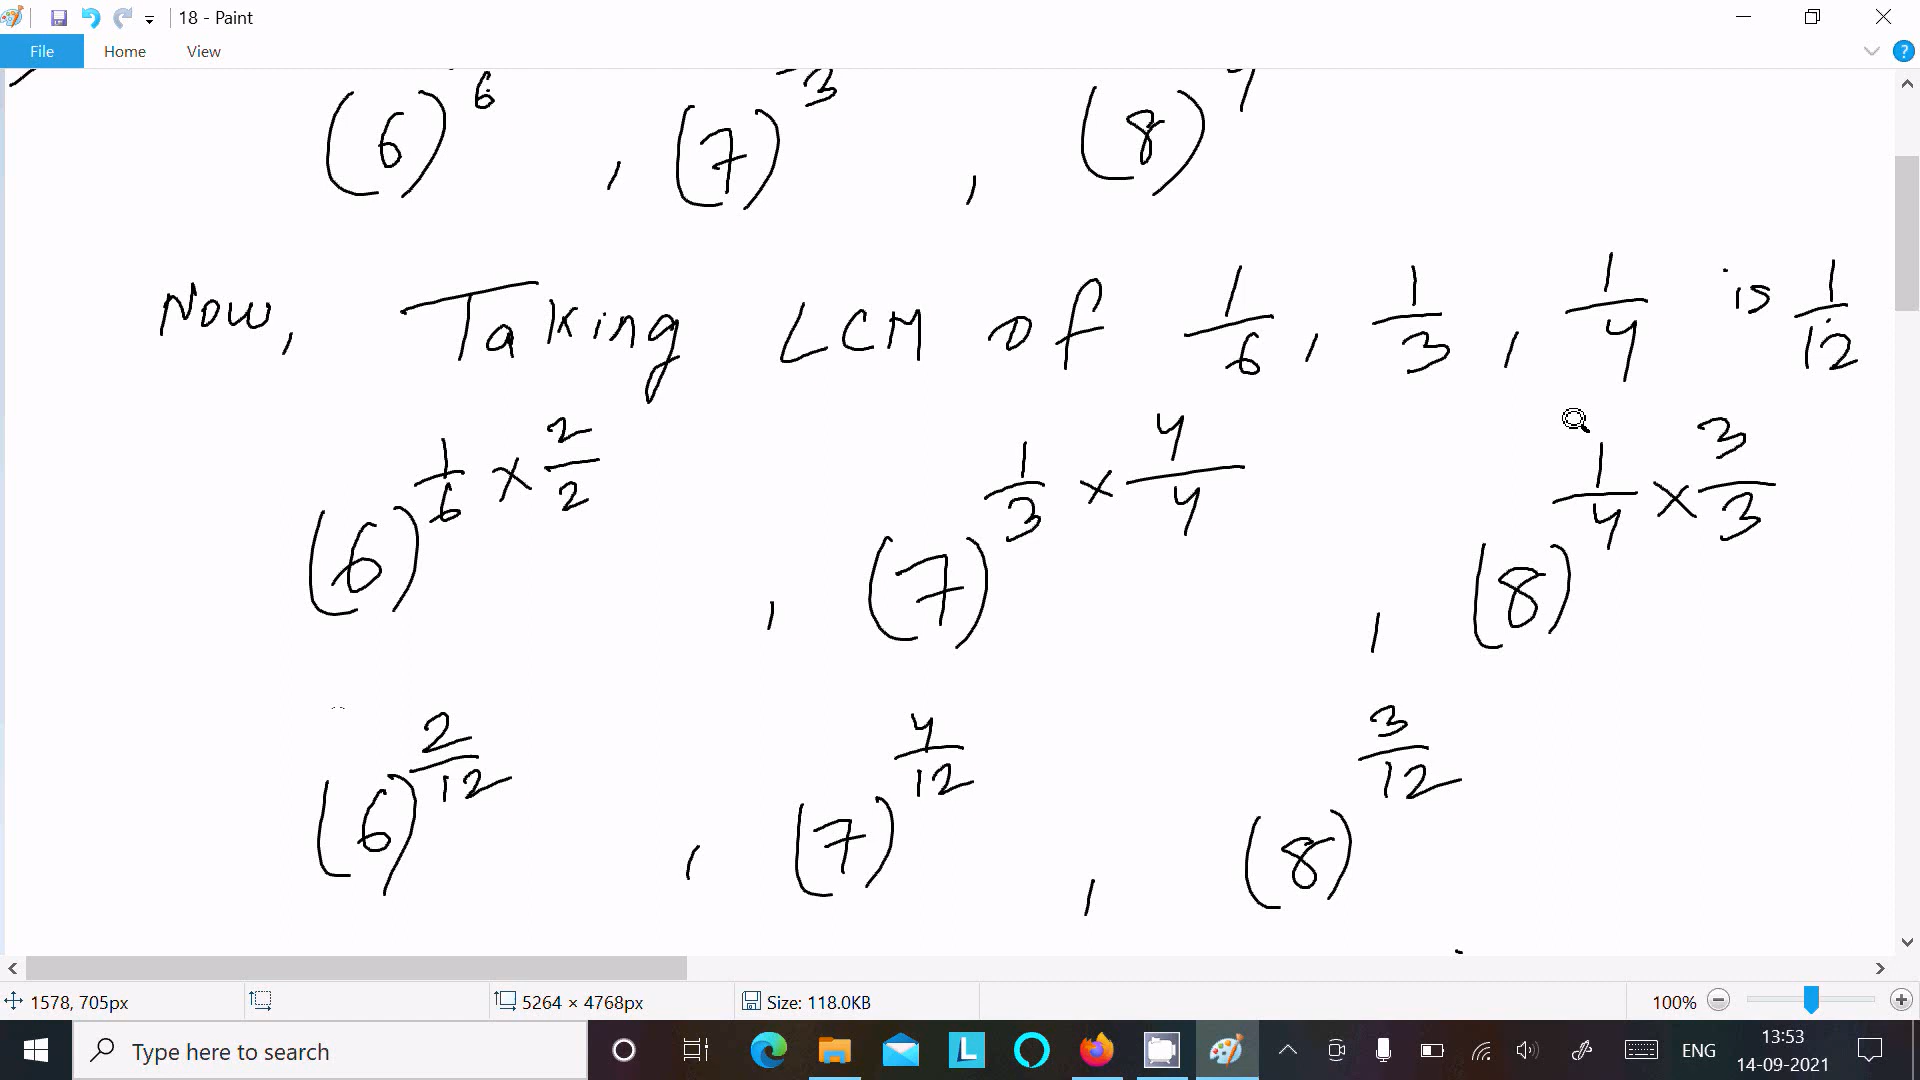 18 - Paint
File Home View
(6)^6 , (7)^3 , (8)^4
Now, Taking LCM of 1/6, 1/3, 1/4 is 1/12
(6)^1/6 × 2/2 , (7)^1/3 × 4/4 , (8)^1/4 × 3/3
(6)^2/12 , (7)^4/12 , (8)^3/12
1578, 705px 5264 × 4768px Size: 118.0KB 100%
Type here to search L ENG 13:53
14-09-2021